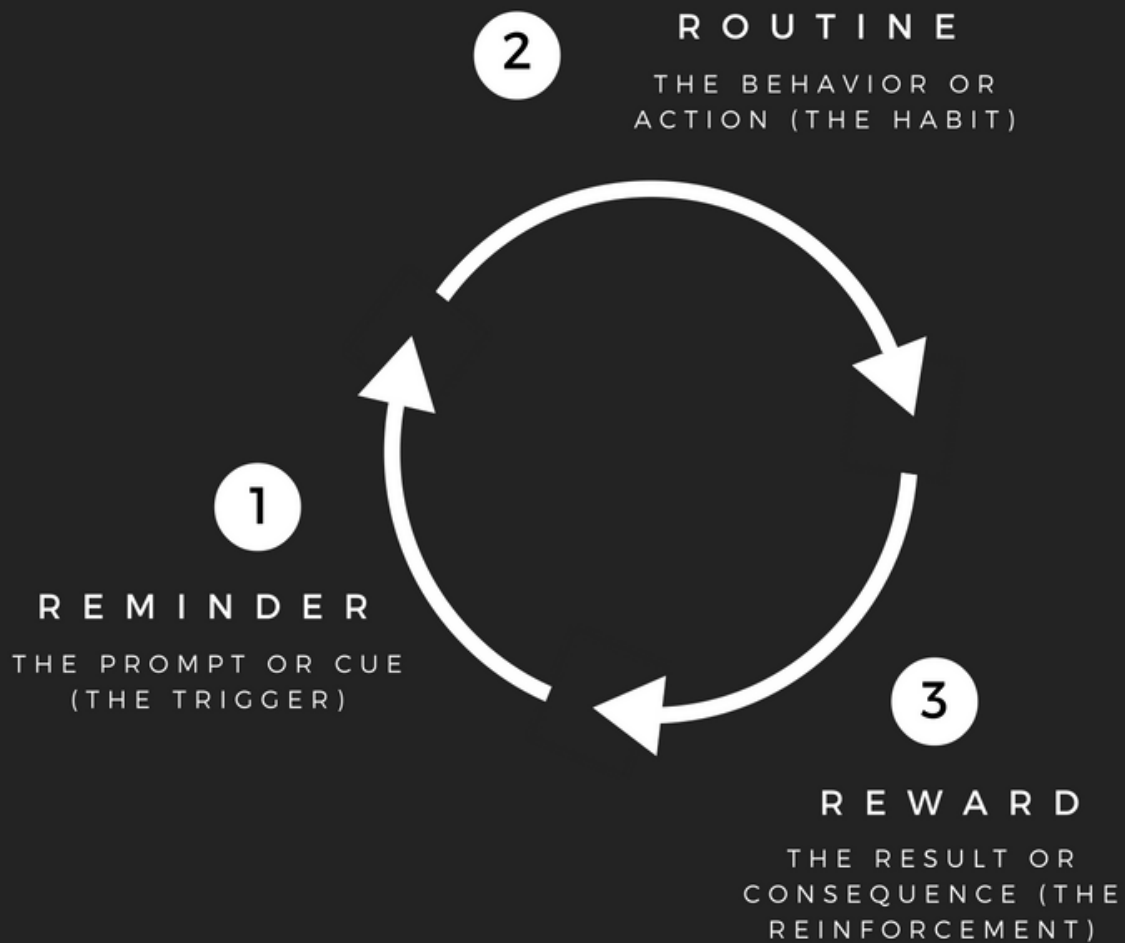 2
ROUTINE
THE BEHAVIOR OR
ACTION (THE HABIT)
1
REMINDER
THE PROMPT OR CUE
(THE TRIGGER)
3
REWARD
THE RESULT OR
CONSEQUENCE (THE
REINFORCEMENT)